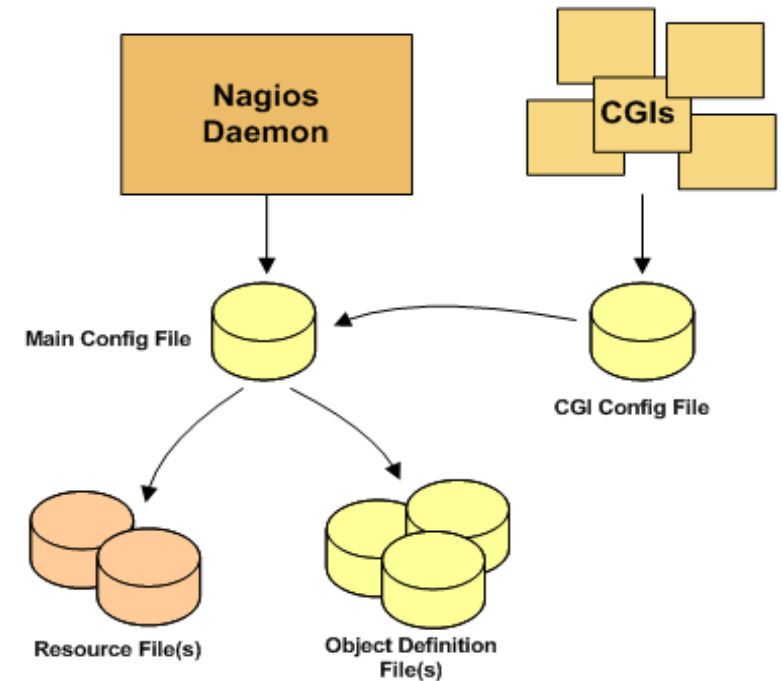 Nagios
Daemon
CGIs
Main Config File
CGI Config File
Resource File(s)
Object Definition
File(s)